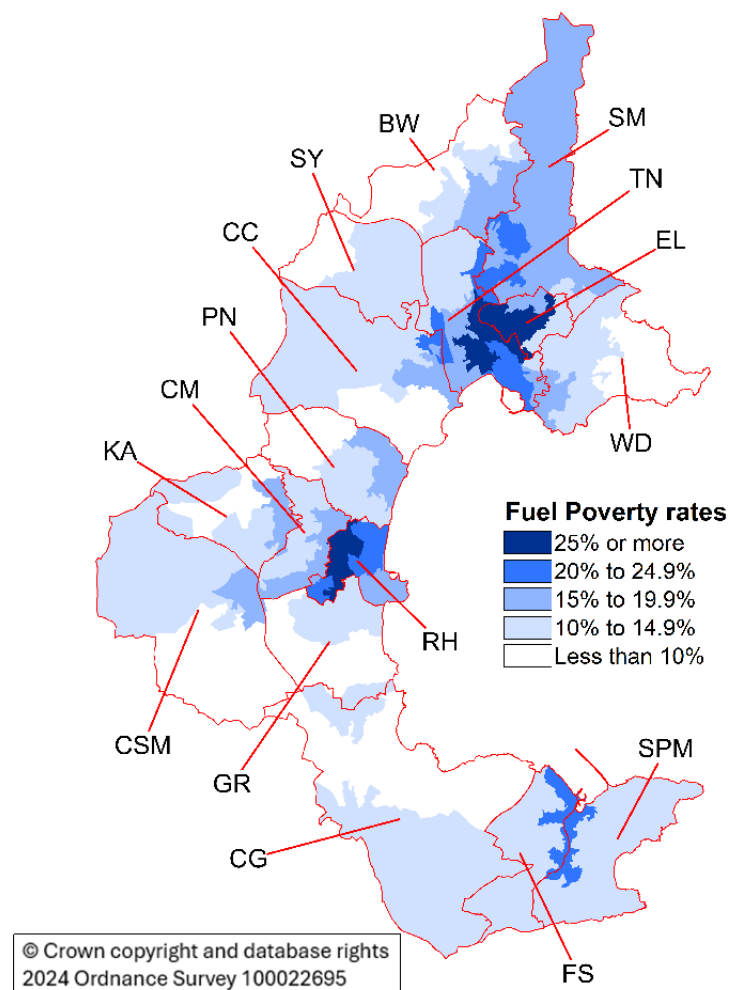 BW
SM
SY
TN
CC
EL
PN
CM
WD
KA
Fuel Poverty rates
25% or more
20% to 24.9%
15% to 19.9%
10% to 14.9%
Less than 10%
RH
CSM
SPM
GR
CG
© Crown copyright and database rights
2024 Ordnance Survey 100022695
FS